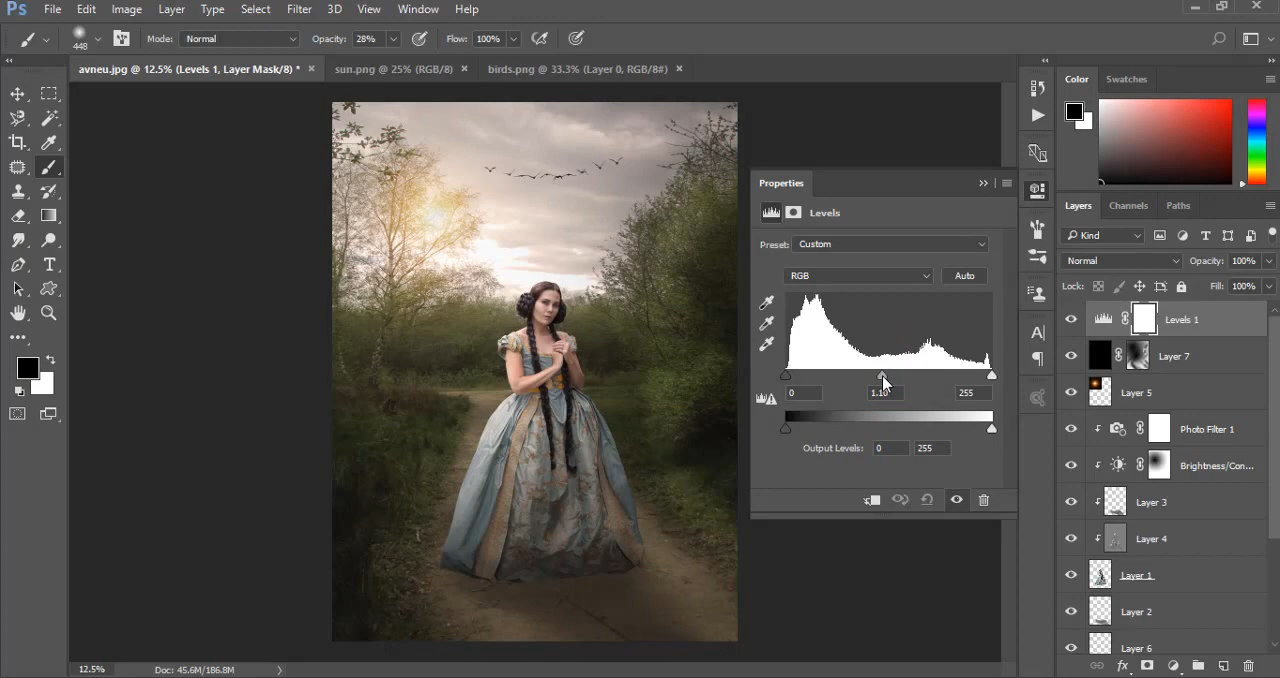 Ps File Edit Image Layer Type Select Filter 3D View Window Help
448 Mode: Normal Opacity: 28% Flow: 100%
avneu.jpg @ 12.5% (Levels 1, Layer Mask/8) * × sun.png @ 25% (RGB/8) × birds.png @ 33.3% (Layer 0, RGB/8#) ×
Color Swatches
Properties
Levels
Preset: Custom
RGB Auto
0 1.10 255
Output Levels: 0 255
Layers Channels Paths
Kind
Normal Opacity: 100%
Lock: Fill: 100%
Levels 1
Layer 7
Layer 5
Photo Filter 1
Brightness/Con...
Layer 3
Layer 4
Layer 1
Layer 2
Layer 6
fx
12.5% Doc: 45.6M/186.8M